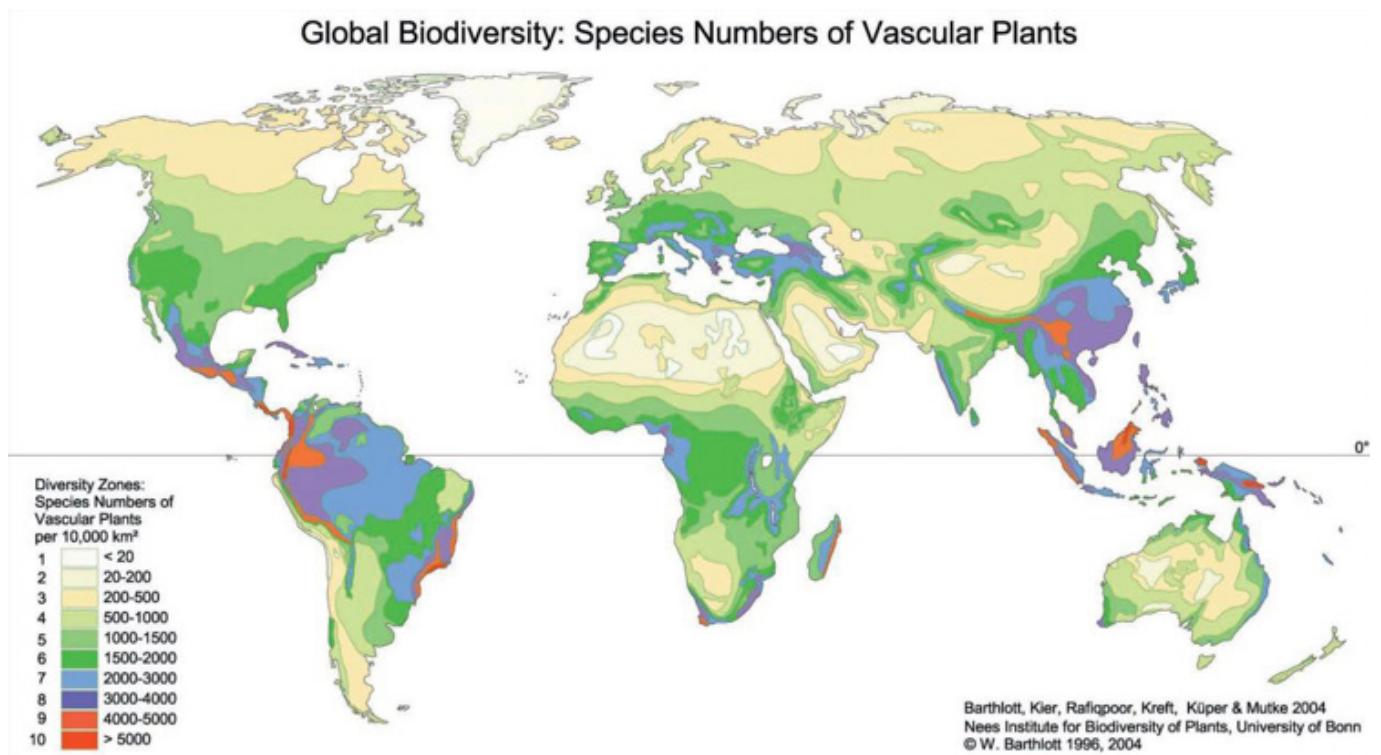 Global Biodiversity: Species Numbers of Vascular Plants
0°
Diversity Zones:
Species Numbers of
Vascular Plants
per 10,000 km²
1 < 20
2 20-200
3 200-500
4 500-1000
5 1000-1500
6 1500-2000
7 2000-3000
8 3000-4000
9 4000-5000
10 > 5000
Barthlott, Kier, Rafiqpoor, Kreft, Küper & Mutke 2004
Nees Institute for Biodiversity of Plants, University of Bonn
© W. Barthlott 1996, 2004